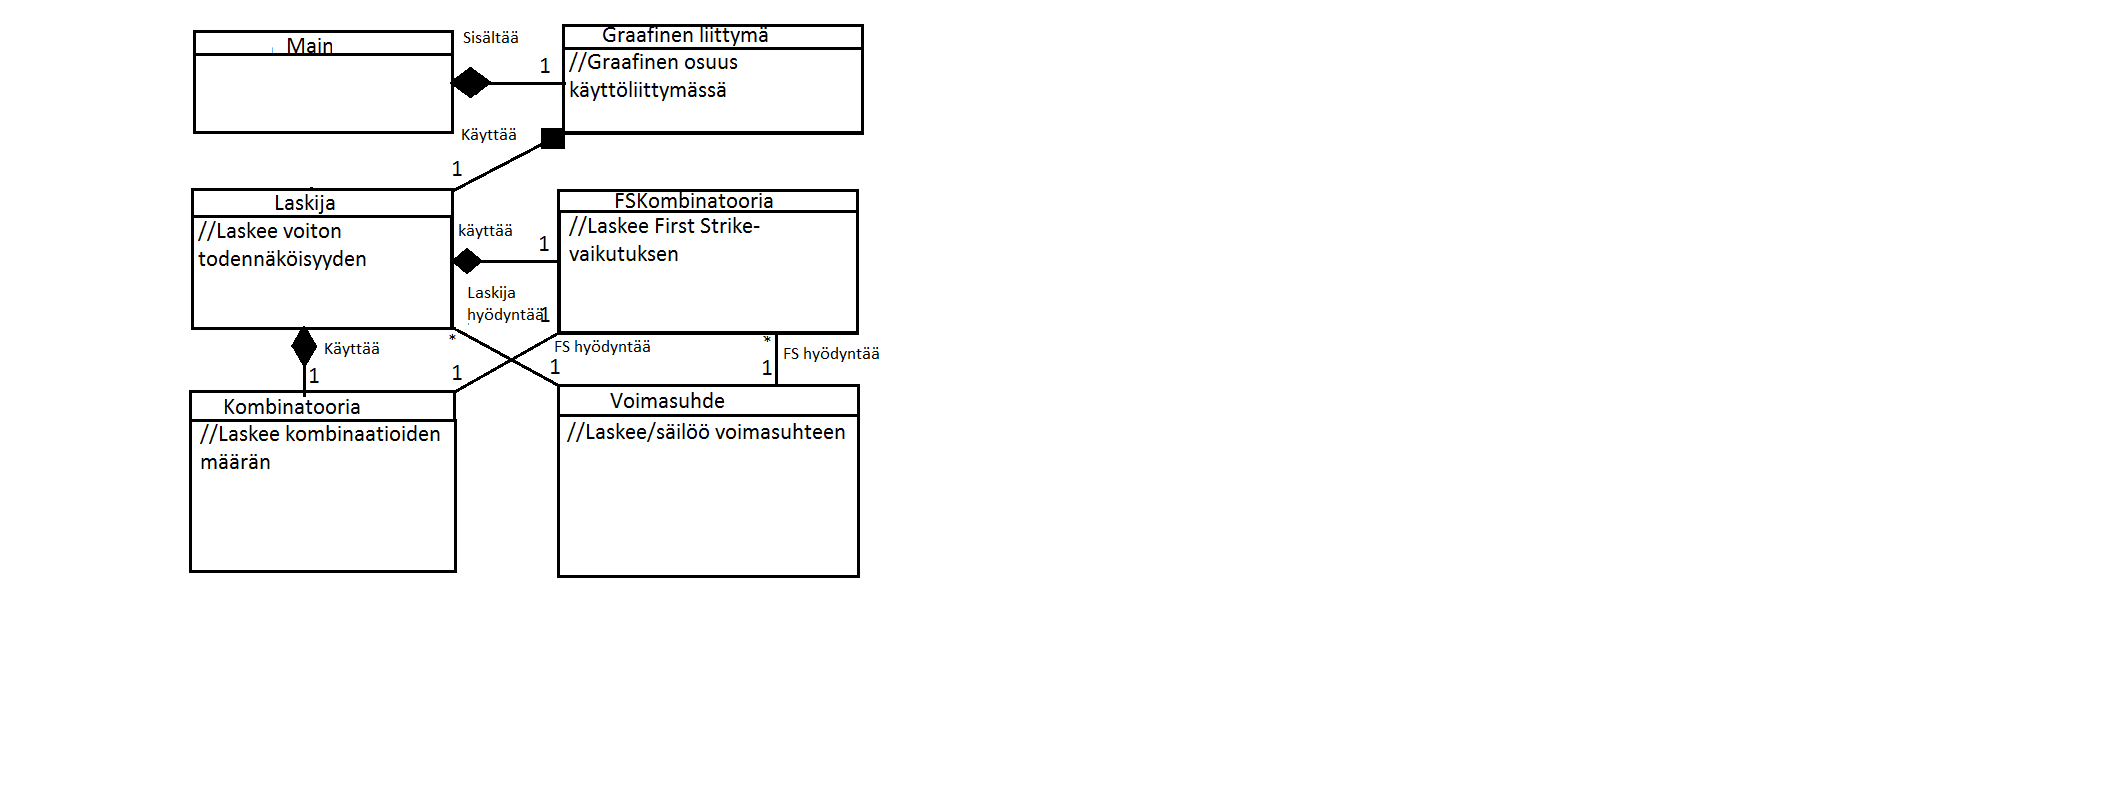 Main
Sisältää
1
Graafinen liittymä
//Graafinen osuus
käyttöliittymässä
Käyttää
1
Laskija
//Laskee voiton
todennäköisyyden
käyttää
1
FSKombinatooria
//Laskee First Strike-
vaikutuksen
Laskija
hyödyntää
1
*
FS hyödyntää
1
1
*
FS hyödyntää
1
Käyttää
1
Kombinatooria
//Laskee kombinaatioiden
määrän
Voimasuhde
//Laskee/säilöö voimasuhteen